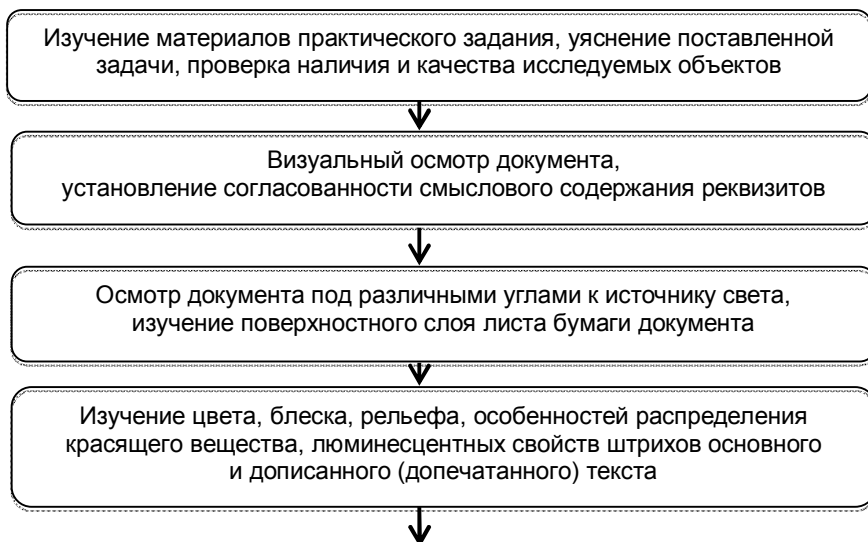 Изучение материалов практического задания, уяснение поставленной
задачи, проверка наличия и качества исследуемых объектов
Визуальный осмотр документа,
установление согласованности смыслового содержания реквизитов
Осмотр документа под различными углами к источнику света,
изучение поверхностного слоя листа бумаги документа
Изучение цвета, блеска, рельефа, особенностей распределения
красящего вещества, люминесцентных свойств штрихов основного
и дописанного (допечатанного) текста